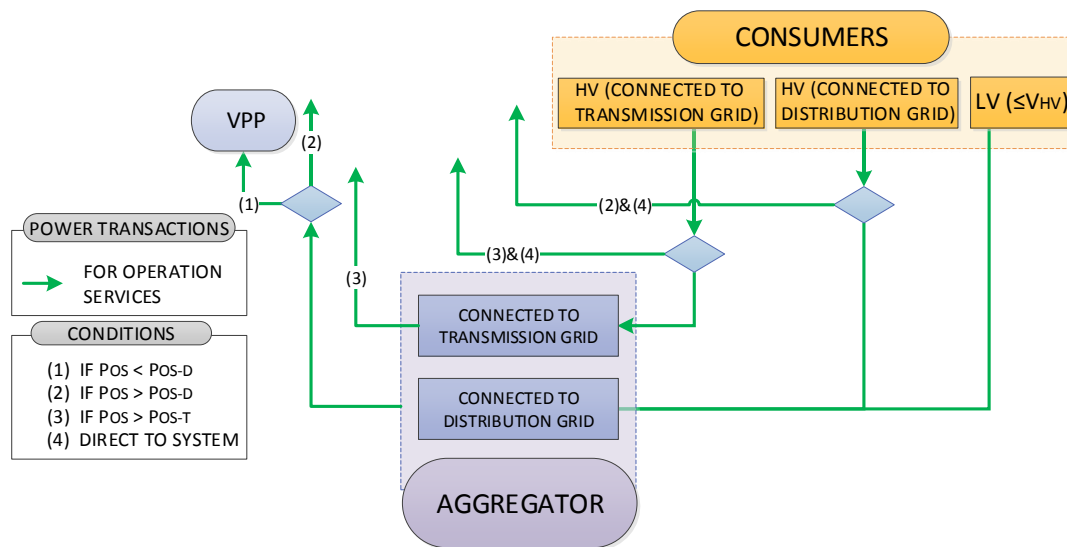 CONSUMERS
HV (CONNECTED TO
TRANSMISSION GRID)
HV (CONNECTED TO
DISTRIBUTION GRID)
LV (≤VHV)
VPP
(2)
(1)
(2)&(4)
(3)&(4)
(3)
POWER TRANSACTIONS
FOR OPERATION
SERVICES
CONDITIONS
(1) IF POS < POS-D
(2) IF POS > POS-D
(3) IF POS > POS-T
(4) DIRECT TO SYSTEM
CONNECTED TO
TRANSMISSION GRID
CONNECTED TO
DISTRIBUTION GRID
AGGREGATOR